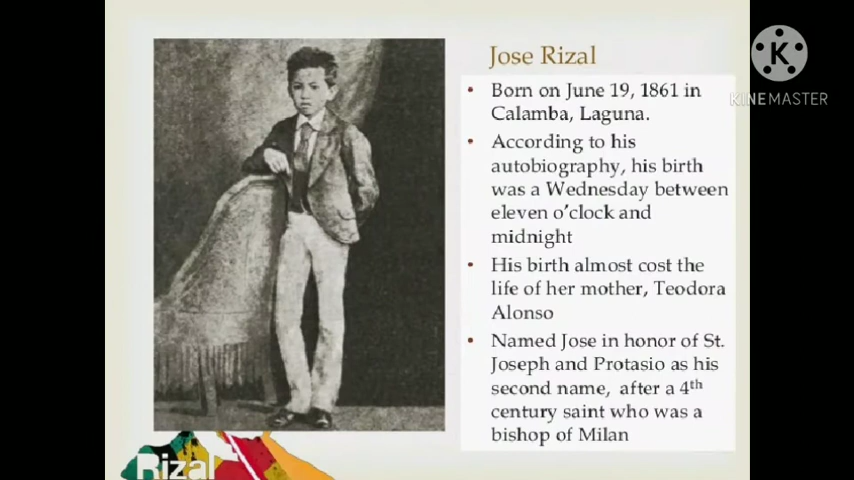 Jose Rizal
Born on June 19, 1861 in
Calamba, Laguna.
According to his
autobiography, his birth
was a Wednesday between
eleven o'clock and
midnight
His birth almost cost the
life of her mother, Teodora
Alonso
Named Jose in honor of St.
Joseph and Protasio as his
second name, after a 4th
century saint who was a
bishop of Milan
Rizal
K
KINEMASTER